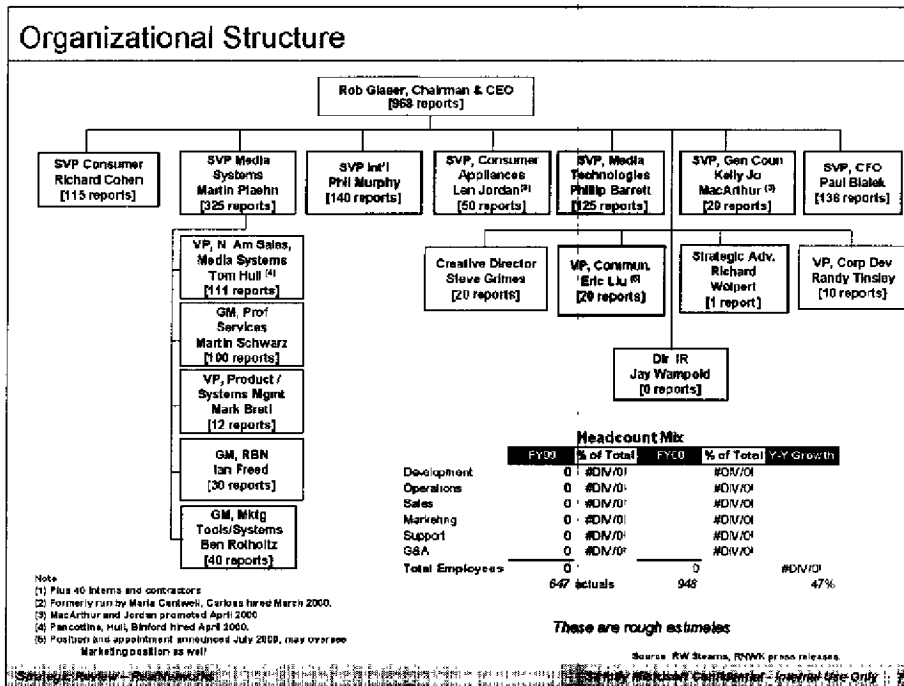 Organizational Structure
Rob Glaser, Chairman & CEO
[968 reports]
SVP Consumer
Richard Cohen
[115 reports]
SVP Media
Systems
Martin Plaehn
[325 reports]
SVP Int'l
Phil Murphy
[140 reports]
SVP, Consumer
Appliances
Len Jordan(3)
[50 reports]
SVP, Media
Technologies
Phillip Barrett
[125 reports]
SVP, Gen Coun
Kelly Jo
MacArthur (3)
[20 reports]
SVP, CFO
Paul Bialek
[138 reports]
VP, N. Am Sales,
Media Systems
Tom Hull (4)
[111 reports]
GM, Prof
Services
Martin Schwarz
[100 reports]
VP, Product /
Systems Mgmt
Mark Bretl
[12 reports]
GM, RBN
Ian Freed
[30 reports]
GM, Mktg
Tools/Systems
Ben Rotholtz
[40 reports]
Creative Director
Steve Grimes
[20 reports]
VP, Commun.
Eric Liu (5)
[20 reports]
Strategic Adv.
Richard
Wolpert
[1 report]
VP, Corp Dev
Randy Tinsley
[10 reports]
Dir IR
Jay Wampold
[0 reports]
Headcount Mix
FY99 % of Total FY00 % of Total Y-Y Growth
Development 0 #DIV/0! #DIV/0!
Operations 0 #DIV/0! #DIV/0!
Sales 0 #DIV/0! #DIV/0!
Marketing 0 #DIV/0! #DIV/0!
Support 0 #DIV/0! #DIV/0!
G&A 0 #DIV/0! #DIV/0!
Total Employees 0 0 #DIV/0!
647 actuals 948 47%
Note
(1) Plus 40 Interns and contractors
(2) Formerly run by Maria Cantwell, Carloss hired March 2000.
(3) MacArthur and Jordan promoted April 2000
(4) Pancottine, Hull, Binford hired April 2000.
(5) Position and appointment announced July 2000, may oversee
Marketing position as well
These are rough estimates
Source RW Stearns, RNWK press releases.
Strategic Review - RealNetworks
Microsoft Confidential - Internal Use Only